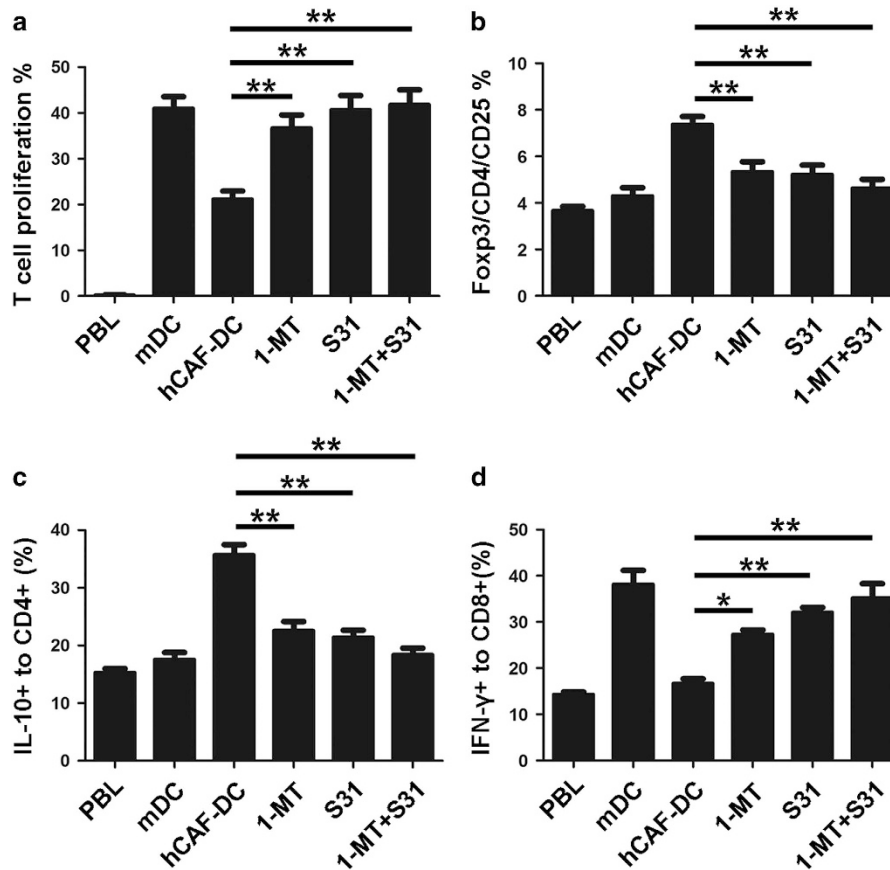 a
**
**
**
T cell proliferation %
50
40
30
20
10
0
PBL
mDC
hCAF-DC
1-MT
S31
1-MT+S31
b
**
**
**
Foxp3/CD4/CD25 %
10
8
6
4
2
0
PBL
mDC
hCAF-DC
1-MT
S31
1-MT+S31
c
**
**
**
IL-10+ to CD4+ (%)
40
30
20
10
0
PBL
mDC
hCAF-DC
1-MT
S31
1-MT+S31
d
**
**
*
IFN-γ+ to CD8+(%)
50
40
30
20
10
0
PBL
mDC
hCAF-DC
1-MT
S31
1-MT+S31